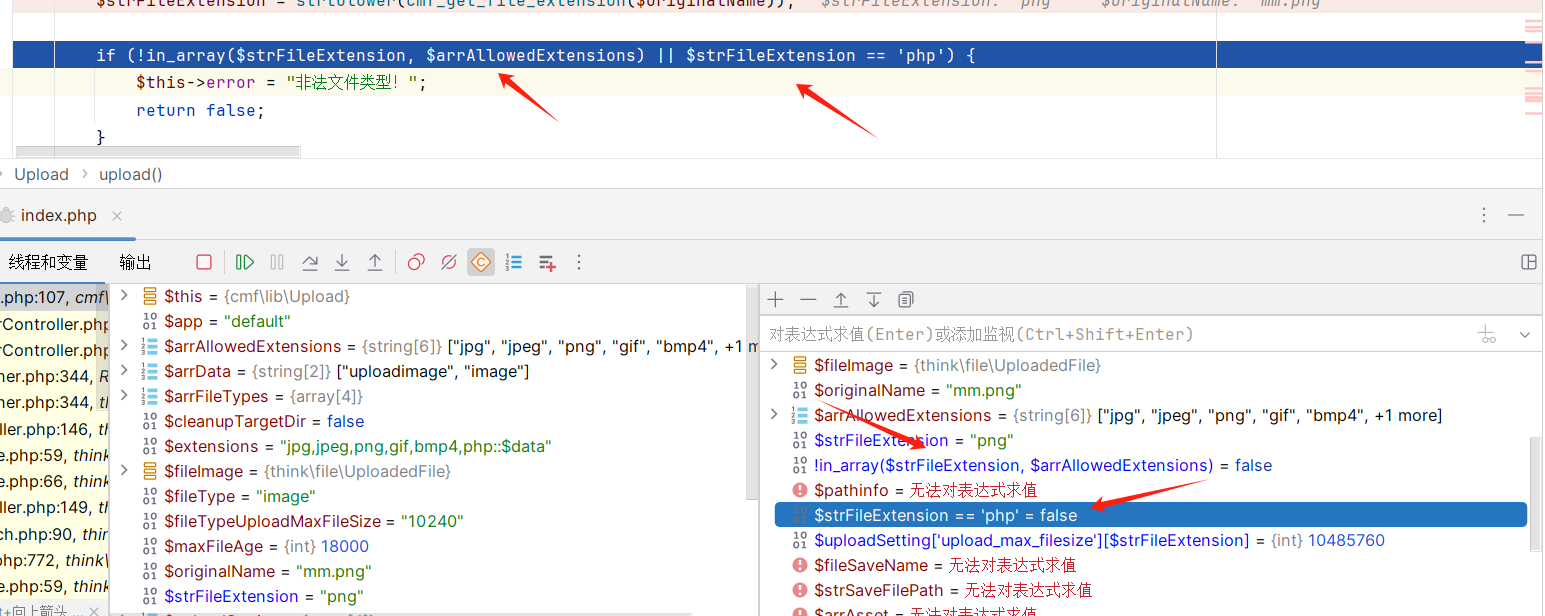 $strFileExtension = strtolower(cmf_get_file_extension($originalName)); $strFileExtension: "png" $originalName: "mm.png"
if (!in_array($strFileExtension, $arrAllowedExtensions) || $strFileExtension == 'php') {
$this->error = "非法文件类型！";
return false;
}
Upload > upload()
index.php
线程和变量 输出
.php:107, cmf\
rController.php
rController.php
ner.php:344, R
ner.php:344, th
ller.php:146, th
e.php:59, think
e.php:66, think
ller.php:149, th
ch.php:90, thin
php:772, think\
e.php:59, think
$this = {cmf\lib\Upload}
$app = "default"
$arrAllowedExtensions = {string[6]} ["jpg", "jpeg", "png", "gif", "bmp4", +1 m
$arrData = {string[2]} ["uploadimage", "image"]
$arrFileTypes = {array[4]}
$cleanupTargetDir = false
$extensions = "jpg,jpeg,png,gif,bmp4,php::$data"
$fileImage = {think\file\UploadedFile}
$fileType = "image"
$fileTypeUploadMaxFileSize = "10240"
$maxFileAge = {int} 18000
$originalName = "mm.png"
$strFileExtension = "png"
对表达式求值(Enter)或添加监视(Ctrl+Shift+Enter)
$fileImage = {think\file\UploadedFile}
$originalName = "mm.png"
$arrAllowedExtensions = {string[6]} ["jpg", "jpeg", "png", "gif", "bmp4", +1 more]
$strFileExtension = "png"
!in_array($strFileExtension, $arrAllowedExtensions) = false
$pathinfo = 无法对表达式求值
$strFileExtension == 'php' = false
$uploadSetting['upload_max_filesize'][$strFileExtension] = {int} 10485760
$fileSaveName = 无法对表达式求值
$strSaveFilePath = 无法对表达式求值
$arrAsset = 无法对表达式求值